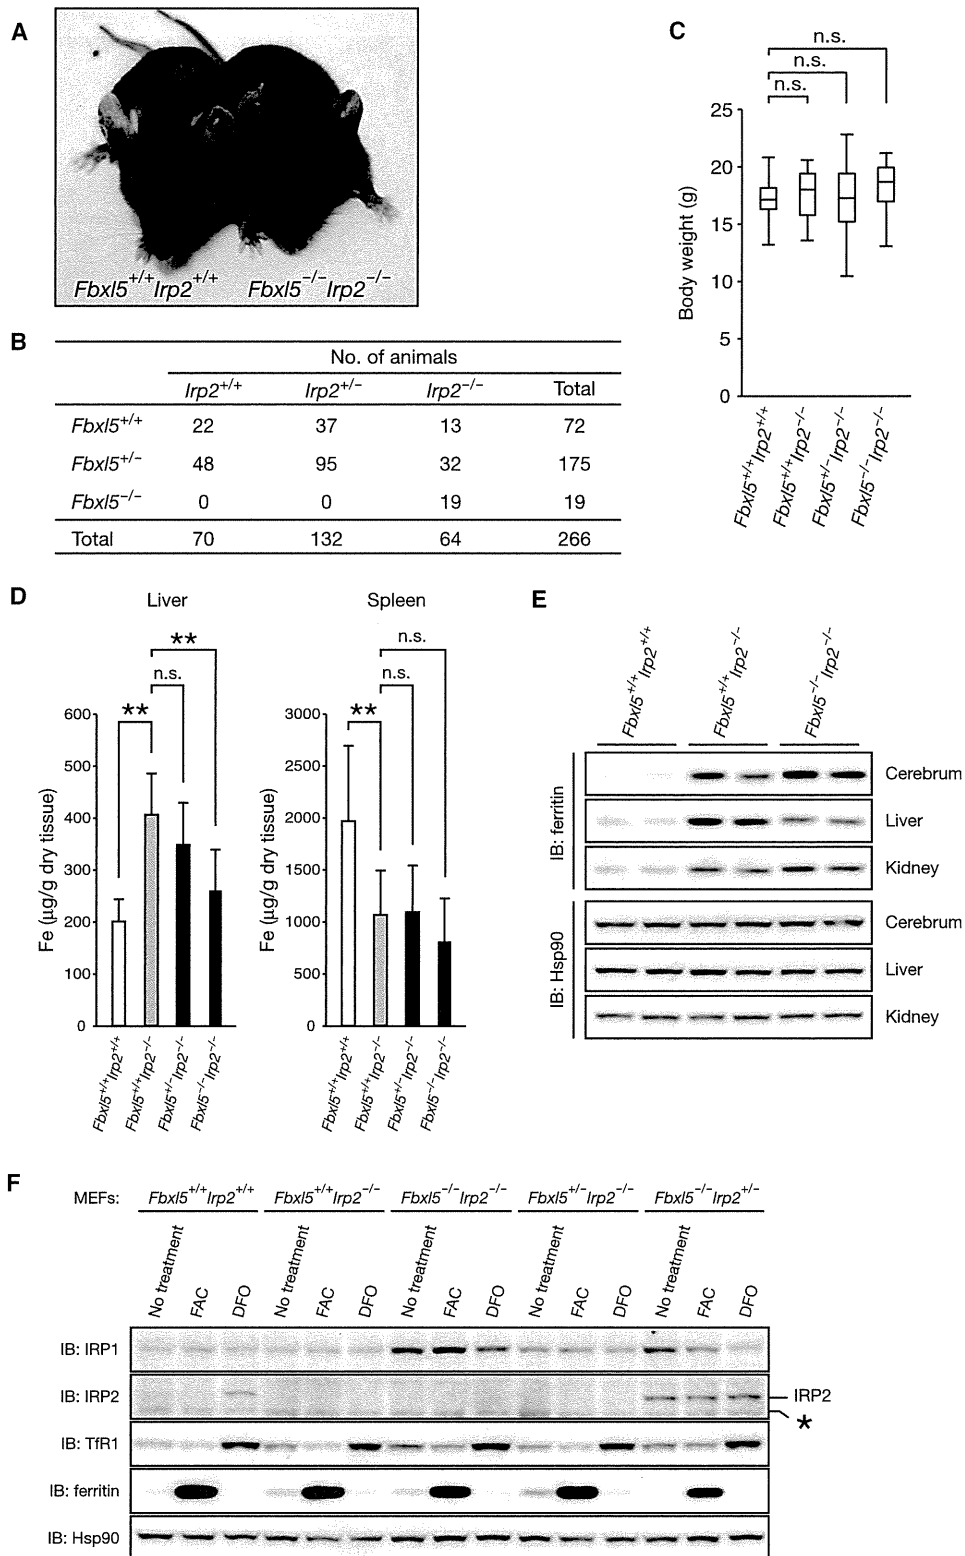 A
Fbxl5+/+Irp2+/+ Fbxl5−/−Irp2−/−
B
No. of animals
Irp2+/+ Irp2+/− Irp2−/− Total
Fbxl5+/+ 22 37 13 72
Fbxl5+/− 48 95 32 175
Fbxl5−/− 0 0 19 19
Total 70 132 64 266
C
n.s.
n.s.
n.s.
Body weight (g)
25
20
15
10
5
0
Fbxl5+/+Irp2+/+
Fbxl5+/+Irp2−/−
Fbxl5+/−Irp2−/−
Fbxl5−/−Irp2−/−
D
Liver
**
n.s.
**
Fe (µg/g dry tissue)
600
500
400
300
200
100
0
Fbxl5+/+Irp2+/+
Fbxl5+/+Irp2−/−
Fbxl5+/−Irp2−/−
Fbxl5−/−Irp2−/−
Spleen
n.s.
n.s.
**
Fe (µg/g dry tissue)
3000
2500
2000
1500
1000
500
0
Fbxl5+/+Irp2+/+
Fbxl5+/+Irp2−/−
Fbxl5+/−Irp2−/−
Fbxl5−/−Irp2−/−
E
Fbxl5+/+Irp2+/+
Fbxl5+/+Irp2−/−
Fbxl5−/−Irp2−/−
IB: ferritin
Cerebrum
Liver
Kidney
IB: Hsp90
Cerebrum
Liver
Kidney
F
MEFs: Fbxl5+/+Irp2+/+ Fbxl5+/+Irp2−/− Fbxl5−/−Irp2−/− Fbxl5+/−Irp2−/− Fbxl5−/−Irp2+/−
No treatment FAC DFO No treatment FAC DFO No treatment FAC DFO No treatment FAC DFO No treatment FAC DFO
IB: IRP1
IB: IRP2 IRP2
*
IB: TfR1
IB: ferritin
IB: Hsp90